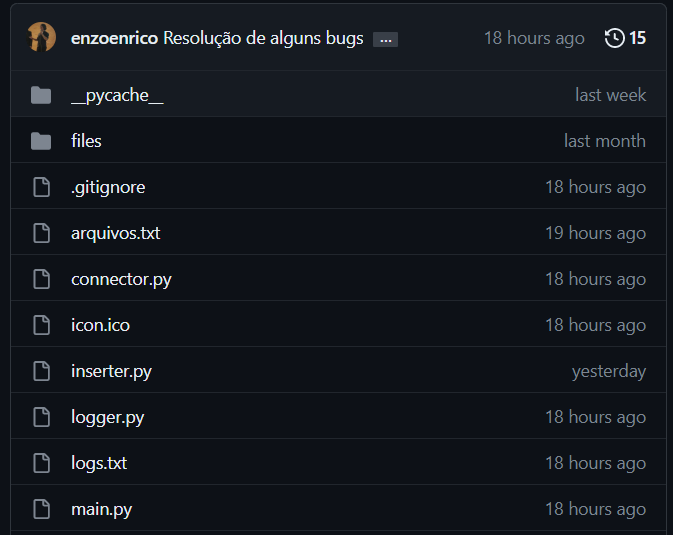 enzoenrico Resolução de alguns bugs ... 18 hours ago 15
__pycache__ last week
files last month
.gitignore 18 hours ago
arquivos.txt 19 hours ago
connector.py 18 hours ago
icon.ico 18 hours ago
inserter.py yesterday
logger.py 18 hours ago
logs.txt 18 hours ago
main.py 18 hours ago